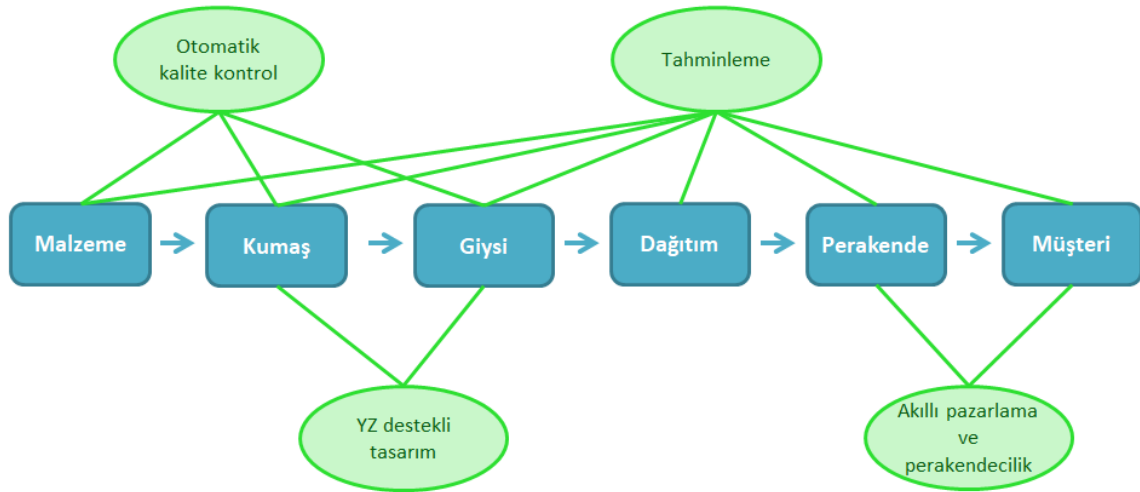 Otomatik
kalite kontrol
Tahminleme
Malzeme
Kumaş
Giysi
Dağıtım
Perakende
Müşteri
YZ destekli
tasarım
Akıllı pazarlama
ve
perakendecilik